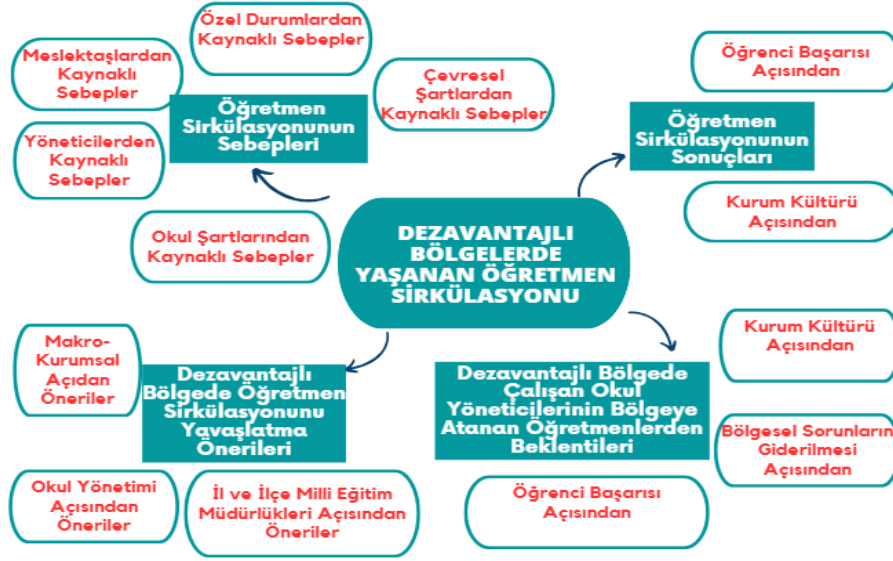 Özel Durumlardan
Kaynaklı Sebepler
Meslektaşlardan
Kaynaklı
Sebepler
Çevresel
Şartlardan
Kaynaklı Sebepler
Öğretmen
Sirkülasyonunun
Sebepleri
Yöneticilerden
Kaynaklı
Sebepler
Okul Şartlarından
Kaynaklı Sebepler
Öğrenci Başarısı
Açısından
Öğretmen
Sirkülasyonunun
Sonuçları
Kurum Kültürü
Açısından
DEZAVANTAJLI
BÖLGELERDE
YAŞANAN ÖĞRETMEN
SİRKÜLASYONU
Makro-
Kurumsal
Açıdan
Öneriler
Dezavantajlı
Bölgede Öğretmen
Sirkülasyonunu
Yavaşlatma
Önerileri
Okul Yönetimi
Açısından
Öneriler
İl ve İlçe Milli Eğitim
Müdürlükleri Açısından
Öneriler
Kurum Kültürü
Açısından
Dezavantajlı Bölgede
Çalışan Okul
Yöneticilerinin Bölgeye
Atanan Öğretmenlerden
Beklentileri
Bölgesel Sorunların
Giderilmesi
Açısından
Öğrenci Başarısı
Açısından